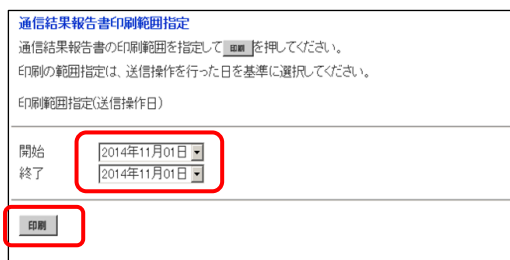 通信結果報告書印刷範囲指定
通信結果報告書の印刷範囲を指定して 印刷 を押してください。
印刷の範囲指定は、送信操作を行った日を基準に選択してください。
印刷範囲指定(送信操作日)
開始 2014年11月01日
終了 2014年11月01日
印刷